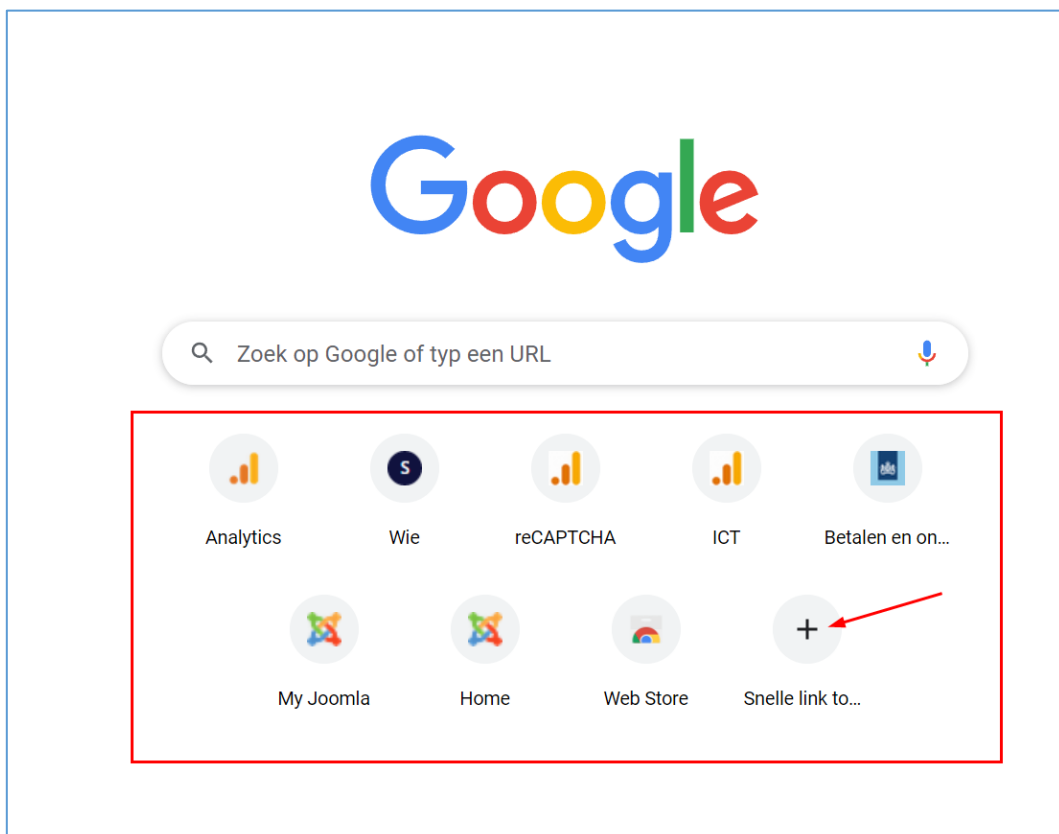 Google
Zoek op Google of typ een URL
S
Analytics
Wie
reCAPTCHA
ICT
Betalen en on...
My Joomla
Home
Web Store
Snelle link to...